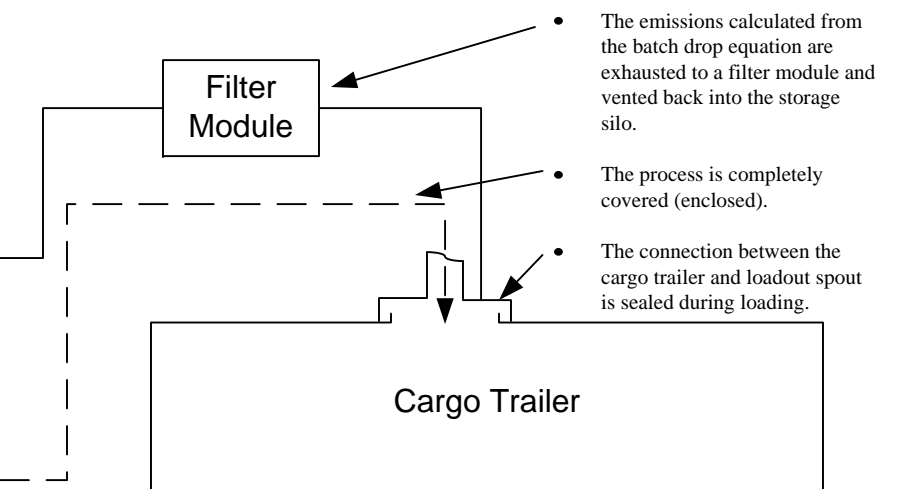 Filter
Module
• The emissions calculated from
the batch drop equation are
exhausted to a filter module and
vented back into the storage
silo.
• The process is completely
covered (enclosed).
• The connection between the
cargo trailer and loadout spout
is sealed during loading.
Cargo Trailer